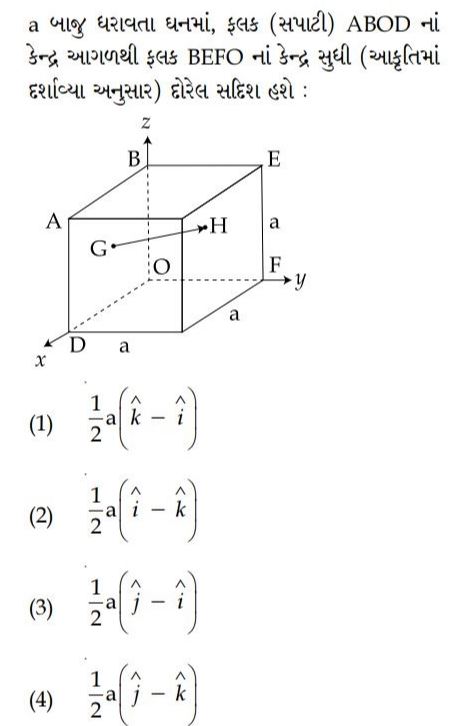 a બાજુ ધરાવતા ઘનમાં, ફલક (સપાટી) ABOD નાં
કેન્દ્ર આગળથી ફલક BEFO નાં કેન્દ્ર સુધી (આકૃતિમાં
દર્શાવ્યા અનુસાર) દોરેલ સદિશ હશે :
z
B
E
A
H
a
G
O
F
y
a
D
a
x
(1) 1/2 a(k̂ − î)
(2) 1/2 a(î − k̂)
(3) 1/2 a(ĵ − î)
(4) 1/2 a(ĵ − k̂)